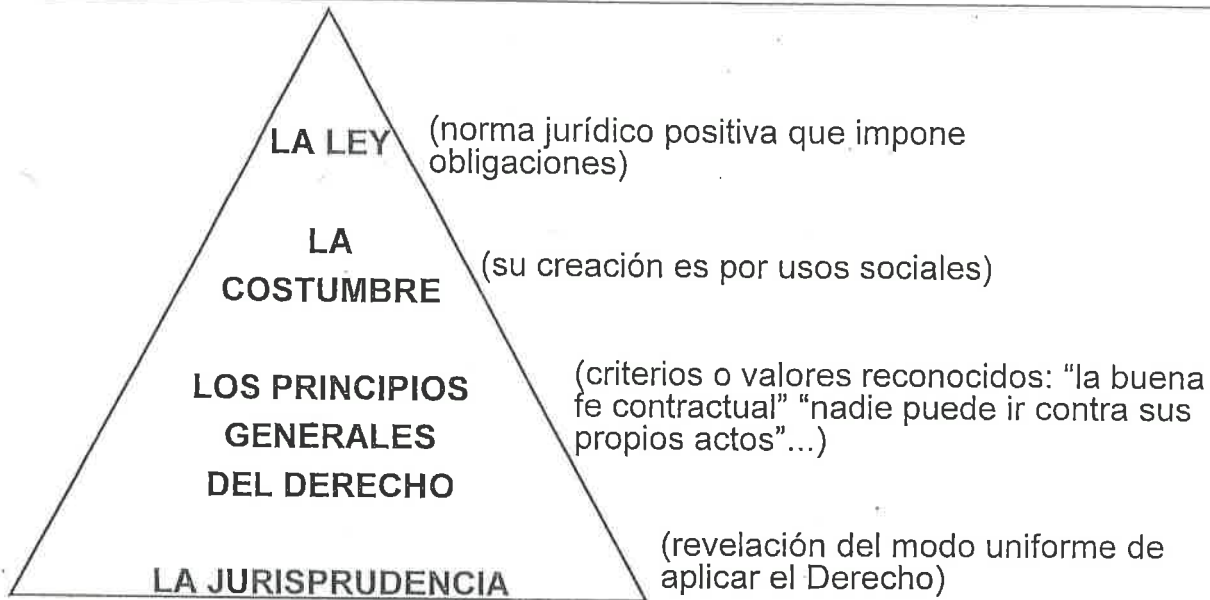 LA LEY
(norma jurídico positiva que impone
obligaciones)
LA
COSTUMBRE
(su creación es por usos sociales)
LOS PRINCIPIOS
GENERALES
DEL DERECHO
(criterios o valores reconocidos: “la buena
fe contractual” “nadie puede ir contra sus
propios actos”...)
LA JURISPRUDENCIA
(revelación del modo uniforme de
aplicar el Derecho)